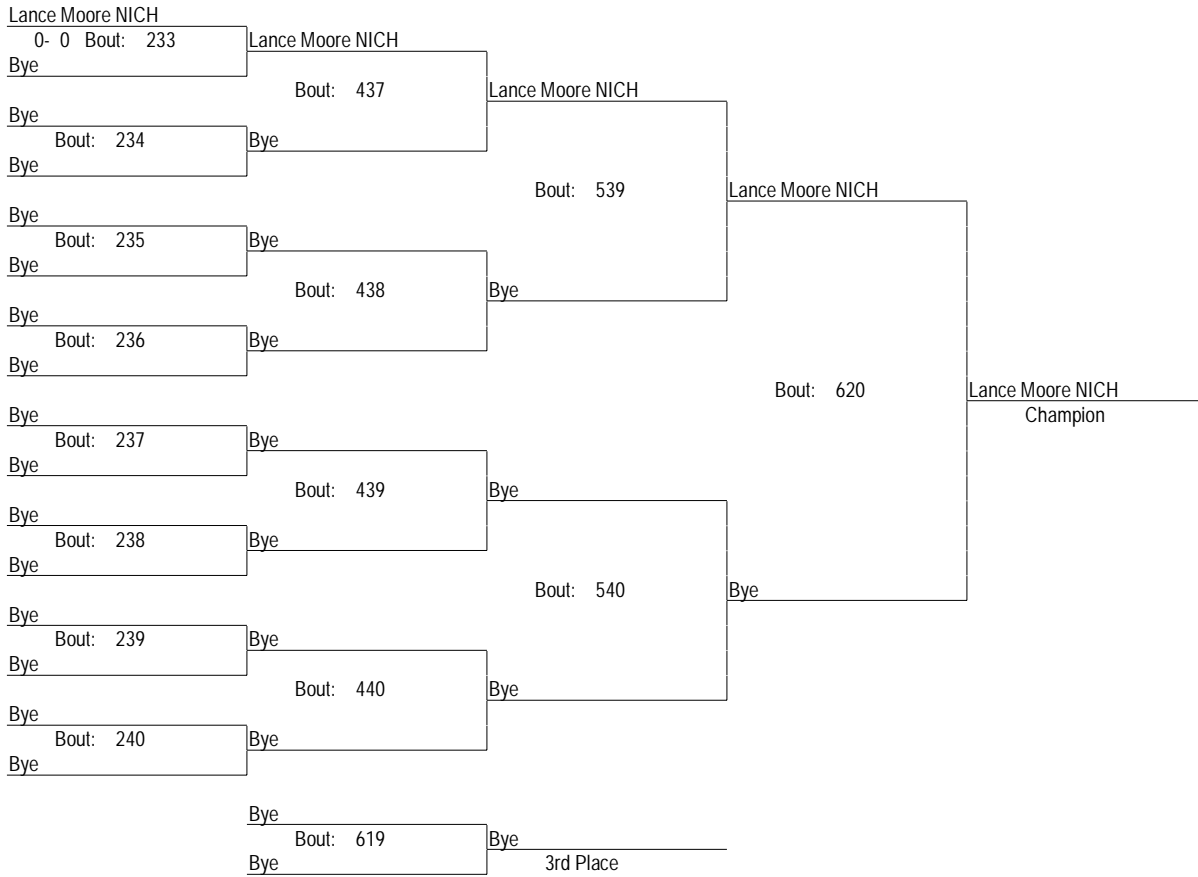 Lance Moore NICH
0- 0 Bout: 233
Lance Moore NICH
Bye
Bout: 437
Lance Moore NICH
Bye
Bout: 234
Bye
Bye
Bout: 539
Lance Moore NICH
Bye
Bout: 235
Bye
Bye
Bout: 438
Bye
Bye
Bout: 236
Bye
Bye
Bout: 620
Lance Moore NICH
Champion
Bye
Bout: 237
Bye
Bye
Bout: 439
Bye
Bye
Bout: 238
Bye
Bye
Bout: 540
Bye
Bye
Bout: 239
Bye
Bye
Bout: 440
Bye
Bye
Bout: 240
Bye
Bye
Bye
Bout: 619
Bye
Bye
3rd Place